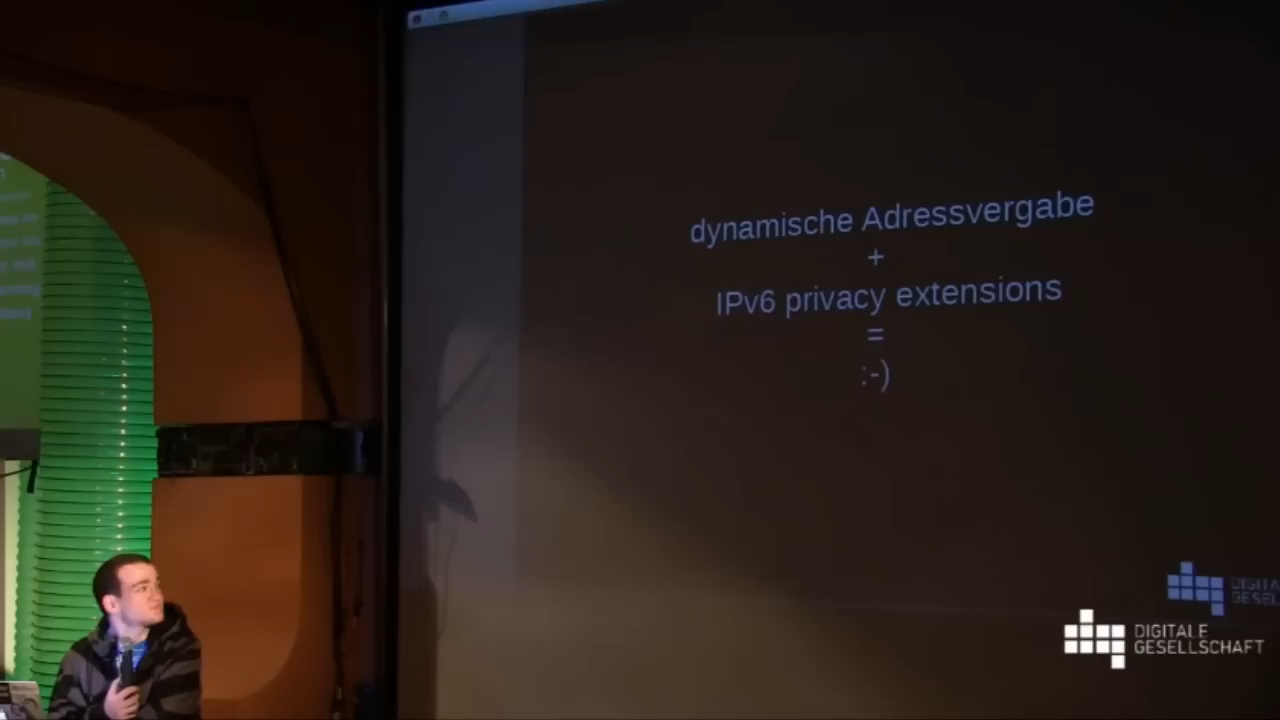 dynamische Adressvergabe
+
IPv6 privacy extensions
=
:-)
DIGITALE
GESELLSCHAFT